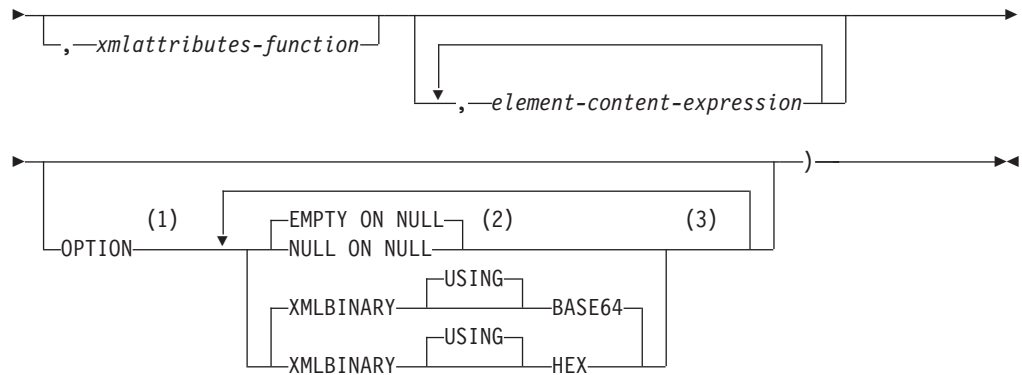 , xmlattributes-function
, element-content-expression
)
(1) EMPTY ON NULL (2) (3)
OPTION NULL ON NULL
USING
XMLBINARY BASE64
USING
XMLBINARY HEX